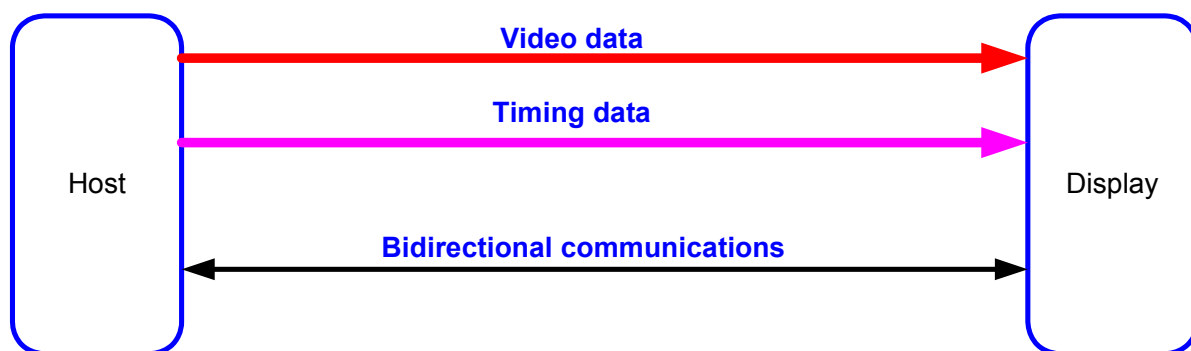 Video data
Timing data
Host
Display
Bidirectional communications